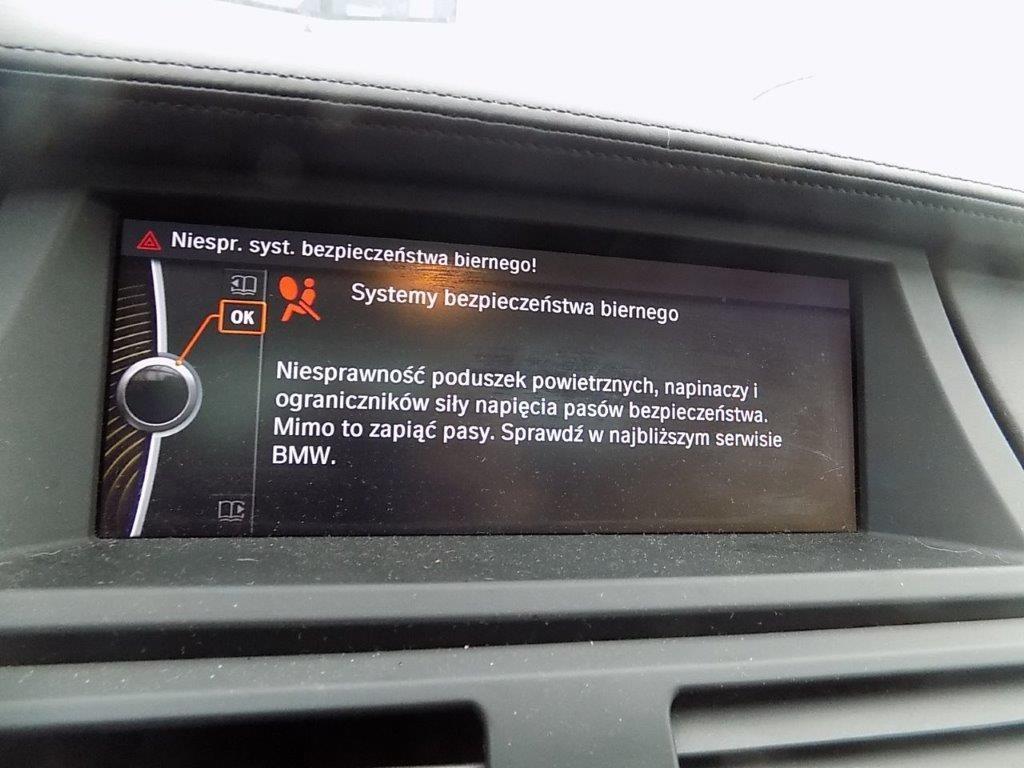 Niespr. syst. bezpieczeństwa biernego!
Systemy bezpieczeństwa biernego
OK
Niesprawność poduszek powietrznych, napinaczy i
ograniczników siły napięcia pasów bezpieczeństwa.
Mimo to zapiąć pasy. Sprawdź w najbliższym serwisie
BMW.